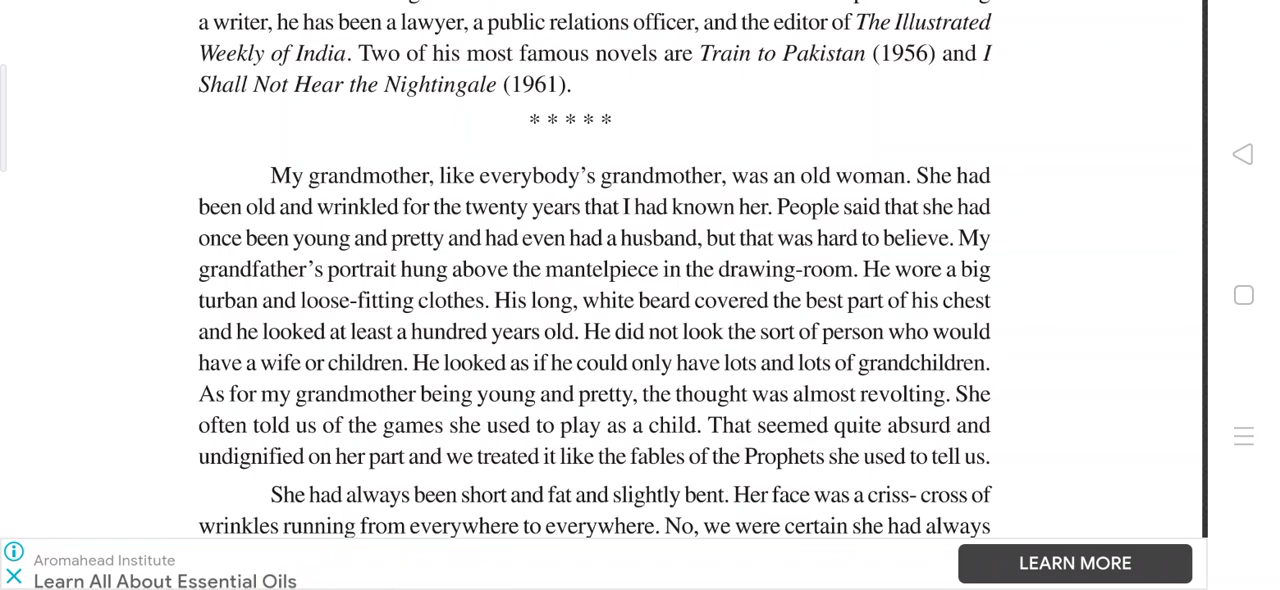 a writer, he has been a lawyer, a public relations officer, and the editor of The Illustrated
Weekly of India. Two of his most famous novels are Train to Pakistan (1956) and I
Shall Not Hear the Nightingale (1961).
* * * * *
My grandmother, like everybody's grandmother, was an old woman. She had
been old and wrinkled for the twenty years that I had known her. People said that she had
once been young and pretty and had even had a husband, but that was hard to believe. My
grandfather's portrait hung above the mantelpiece in the drawing-room. He wore a big
turban and loose-fitting clothes. His long, white beard covered the best part of his chest
and he looked at least a hundred years old. He did not look the sort of person who would
have a wife or children. He looked as if he could only have lots and lots of grandchildren.
As for my grandmother being young and pretty, the thought was almost revolting. She
often told us of the games she used to play as a child. That seemed quite absurd and
undignified on her part and we treated it like the fables of the Prophets she used to tell us.
She had always been short and fat and slightly bent. Her face was a criss- cross of
wrinkles running from everywhere to everywhere. No, we were certain she had always
Aromahead Institute
Learn All About Essential Oils
LEARN MORE